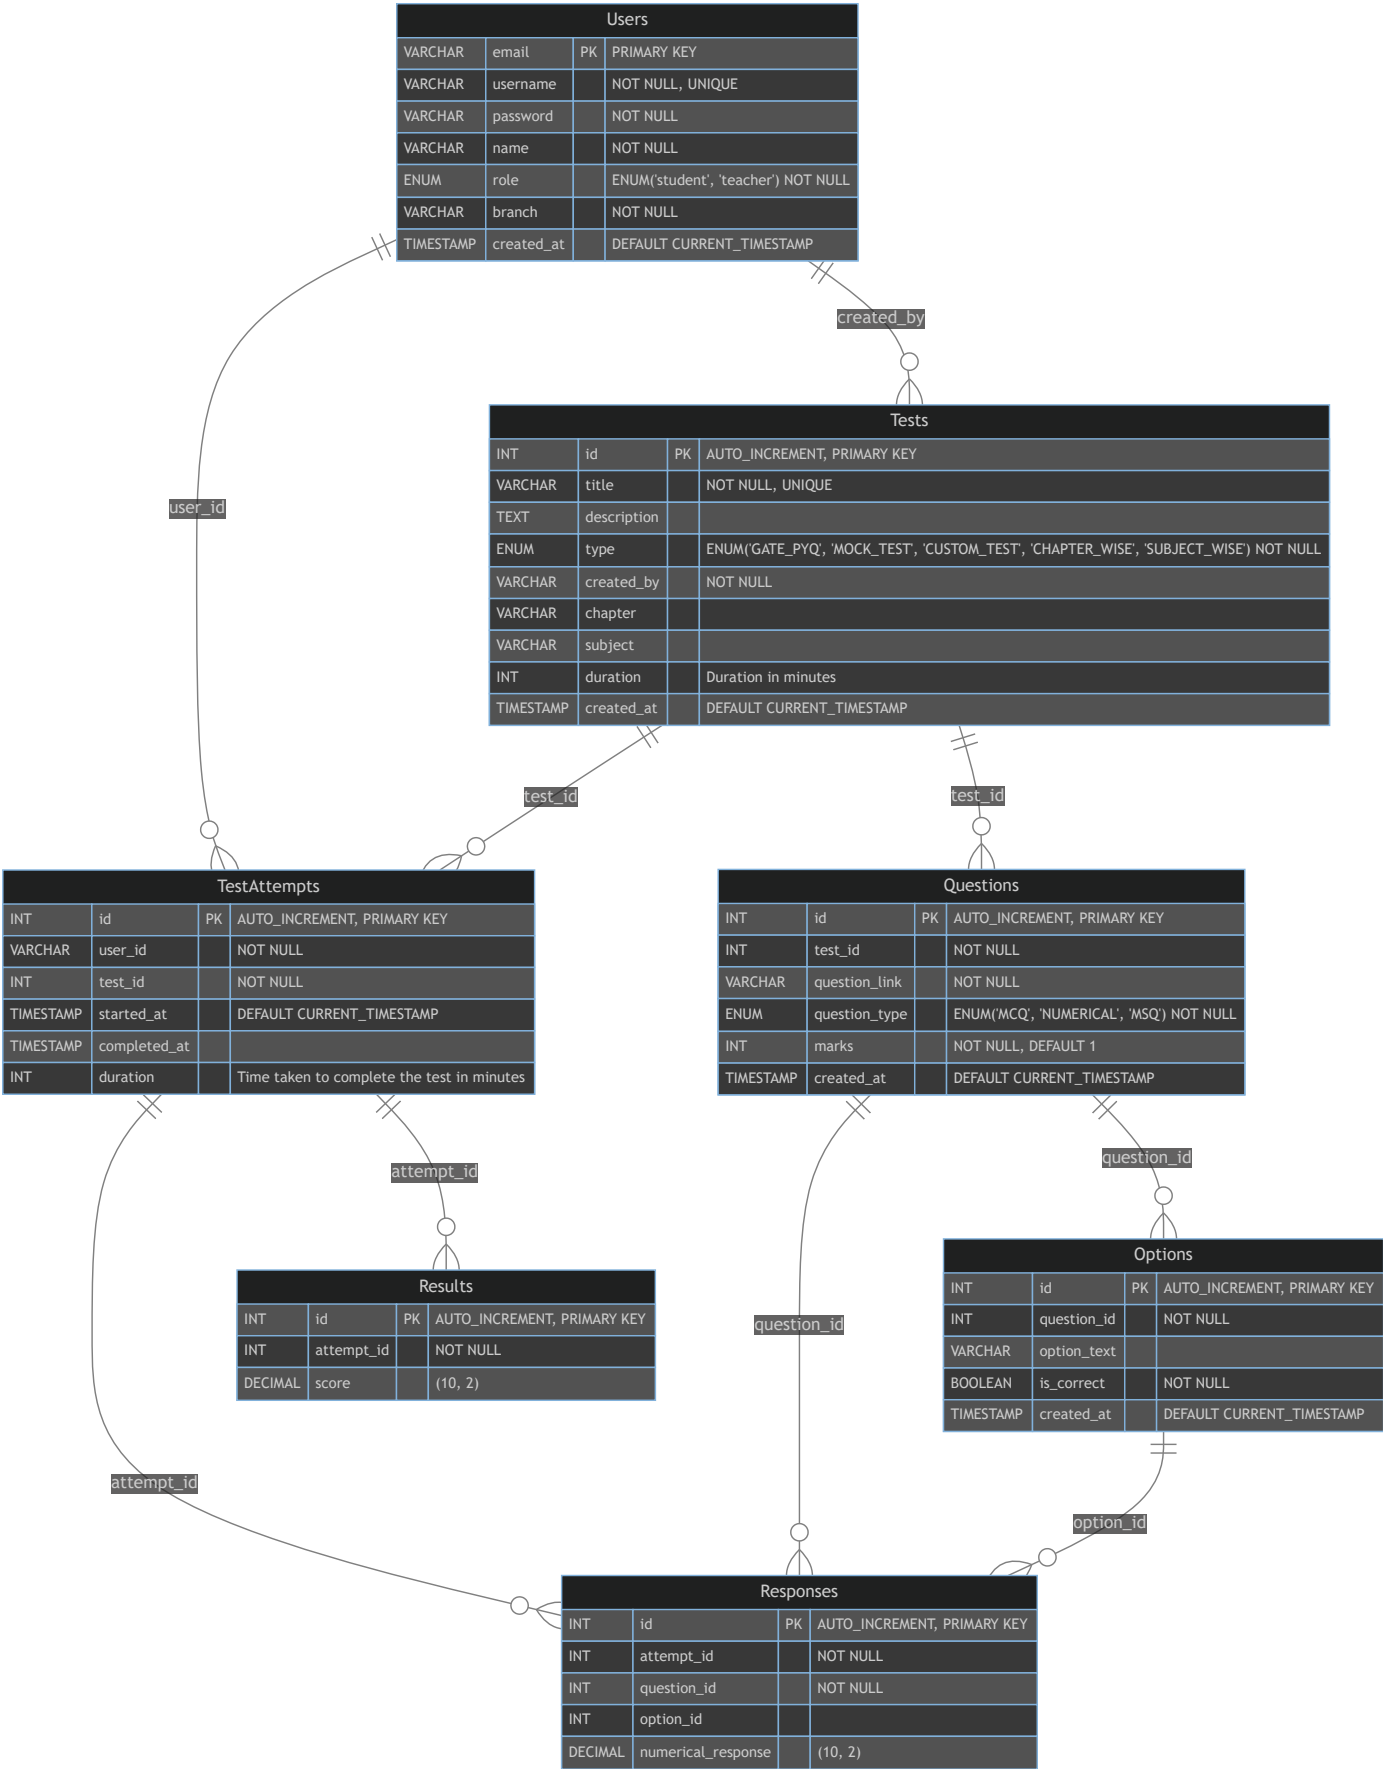 Users
VARCHAR email PK PRIMARY KEY
VARCHAR username NOT NULL, UNIQUE
VARCHAR password NOT NULL
VARCHAR name NOT NULL
ENUM role ENUM('student', 'teacher') NOT NULL
VARCHAR branch NOT NULL
TIMESTAMP created_at DEFAULT CURRENT_TIMESTAMP
created_by
Tests
INT id PK AUTO_INCREMENT, PRIMARY KEY
VARCHAR title NOT NULL, UNIQUE
TEXT description
ENUM type ENUM('GATE_PYQ', 'MOCK_TEST', 'CUSTOM_TEST', 'CHAPTER_WISE', 'SUBJECT_WISE') NOT NULL
VARCHAR created_by NOT NULL
VARCHAR chapter
VARCHAR subject
INT duration Duration in minutes
TIMESTAMP created_at DEFAULT CURRENT_TIMESTAMP
user_id
test_id
test_id
TestAttempts
INT id PK AUTO_INCREMENT, PRIMARY KEY
VARCHAR user_id NOT NULL
INT test_id NOT NULL
TIMESTAMP started_at DEFAULT CURRENT_TIMESTAMP
TIMESTAMP completed_at
INT duration Time taken to complete the test in minutes
Questions
INT id PK AUTO_INCREMENT, PRIMARY KEY
INT test_id NOT NULL
VARCHAR question_link NOT NULL
ENUM question_type ENUM('MCQ', 'NUMERICAL', 'MSQ') NOT NULL
INT marks NOT NULL, DEFAULT 1
TIMESTAMP created_at DEFAULT CURRENT_TIMESTAMP
attempt_id
question_id
Results
INT id PK AUTO_INCREMENT, PRIMARY KEY
INT attempt_id NOT NULL
DECIMAL score (10, 2)
question_id
Options
INT id PK AUTO_INCREMENT, PRIMARY KEY
INT question_id NOT NULL
VARCHAR option_text
BOOLEAN is_correct NOT NULL
TIMESTAMP created_at DEFAULT CURRENT_TIMESTAMP
attempt_id
option_id
Responses
INT id PK AUTO_INCREMENT, PRIMARY KEY
INT attempt_id NOT NULL
INT question_id NOT NULL
INT option_id
DECIMAL numerical_response (10, 2)